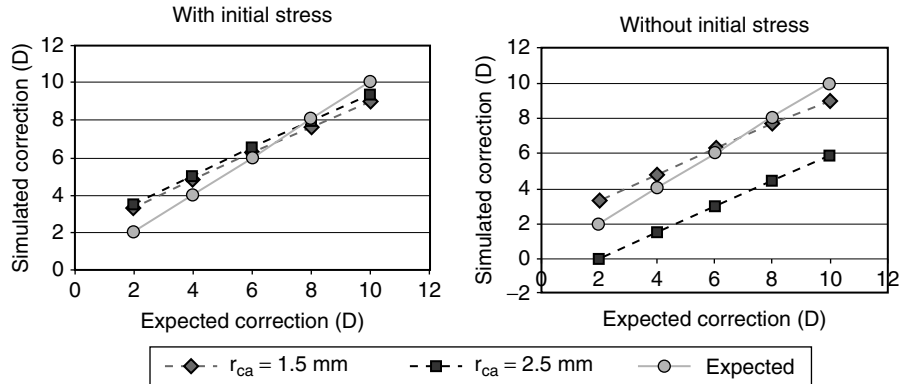 With initial stress
Simulated correction (D)
12
10
8
6
4
2
0
0 2 4 6 8 10 12
Expected correction (D)
Without initial stress
Simulated correction (D)
12
10
8
6
4
2
0
−2
0 2 4 6 8 10 12
Expected correction (D)
r_ca = 1.5 mm r_ca = 2.5 mm Expected